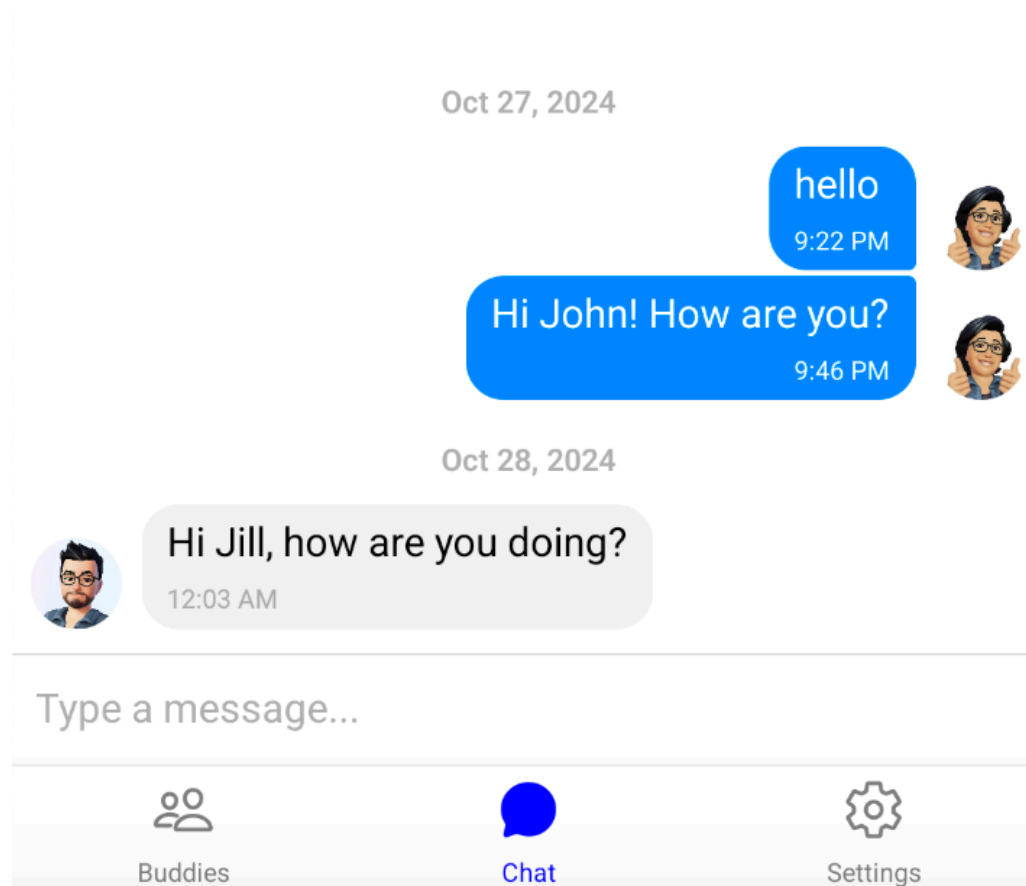 Oct 27, 2024
hello
9:22 PM
Hi John! How are you?
9:46 PM
Oct 28, 2024
Hi Jill, how are you doing?
12:03 AM
Type a message...
Buddies
Chat
Settings